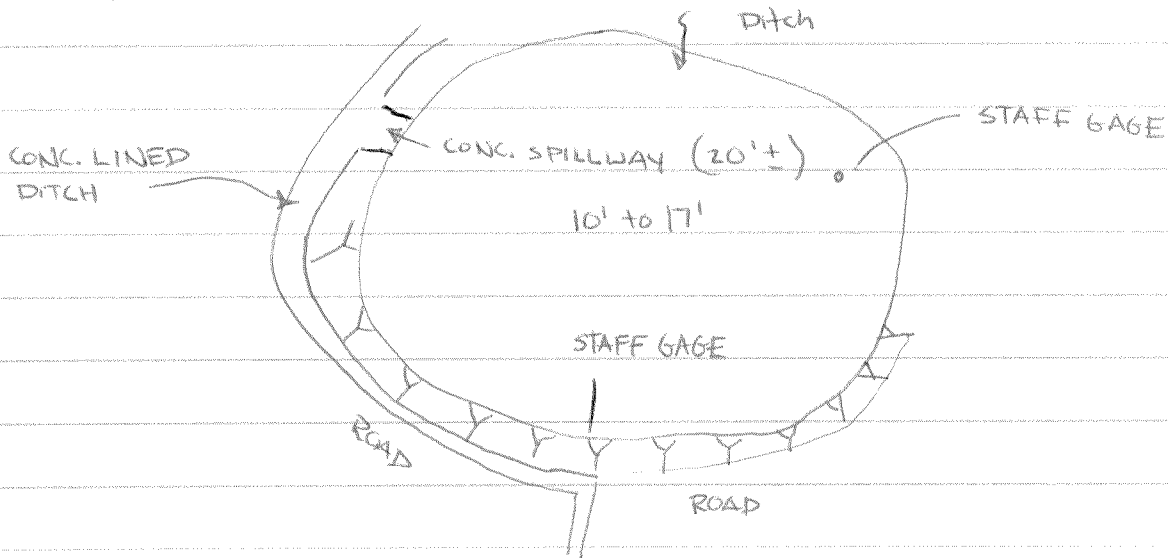 Ditch
STAFF GAGE
CONC. LINED
DITCH
CONC. SPILLWAY (20'±)
10' to 17'
STAFF GAGE
ROAD
ROAD